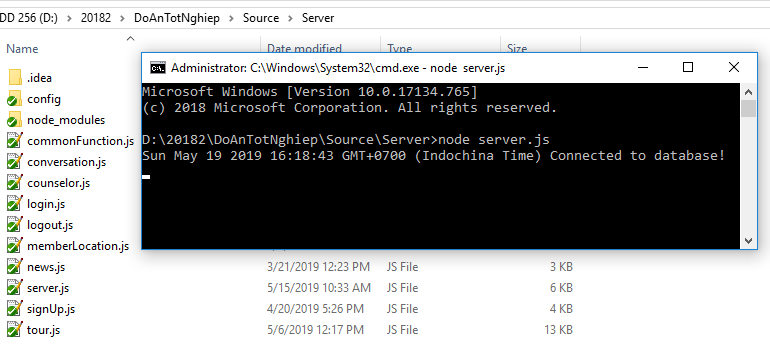 DD 256 (D:) > 20182 > DoAnTotNghiep > Source > Server
Name Date modified Type Size
.idea
config
node_modules
commonFunction.js
conversation.js
counselor.js
login.js
logout.js
memberLocation.js
news.js 3/21/2019 12:23 PM JS File 3 KB
server.js 5/15/2019 10:33 AM JS File 6 KB
signUp.js 4/20/2019 5:26 PM JS File 4 KB
tour.js 5/6/2019 12:17 PM JS File 13 KB
Administrator: C:\Windows\System32\cmd.exe - node server.js
Microsoft Windows [Version 10.0.17134.765]
(c) 2018 Microsoft Corporation. All rights reserved.
D:\20182\DoAnTotNghiep\Source\Server>node server.js
Sun May 19 2019 16:18:43 GMT+0700 (Indochina Time) Connected to database!